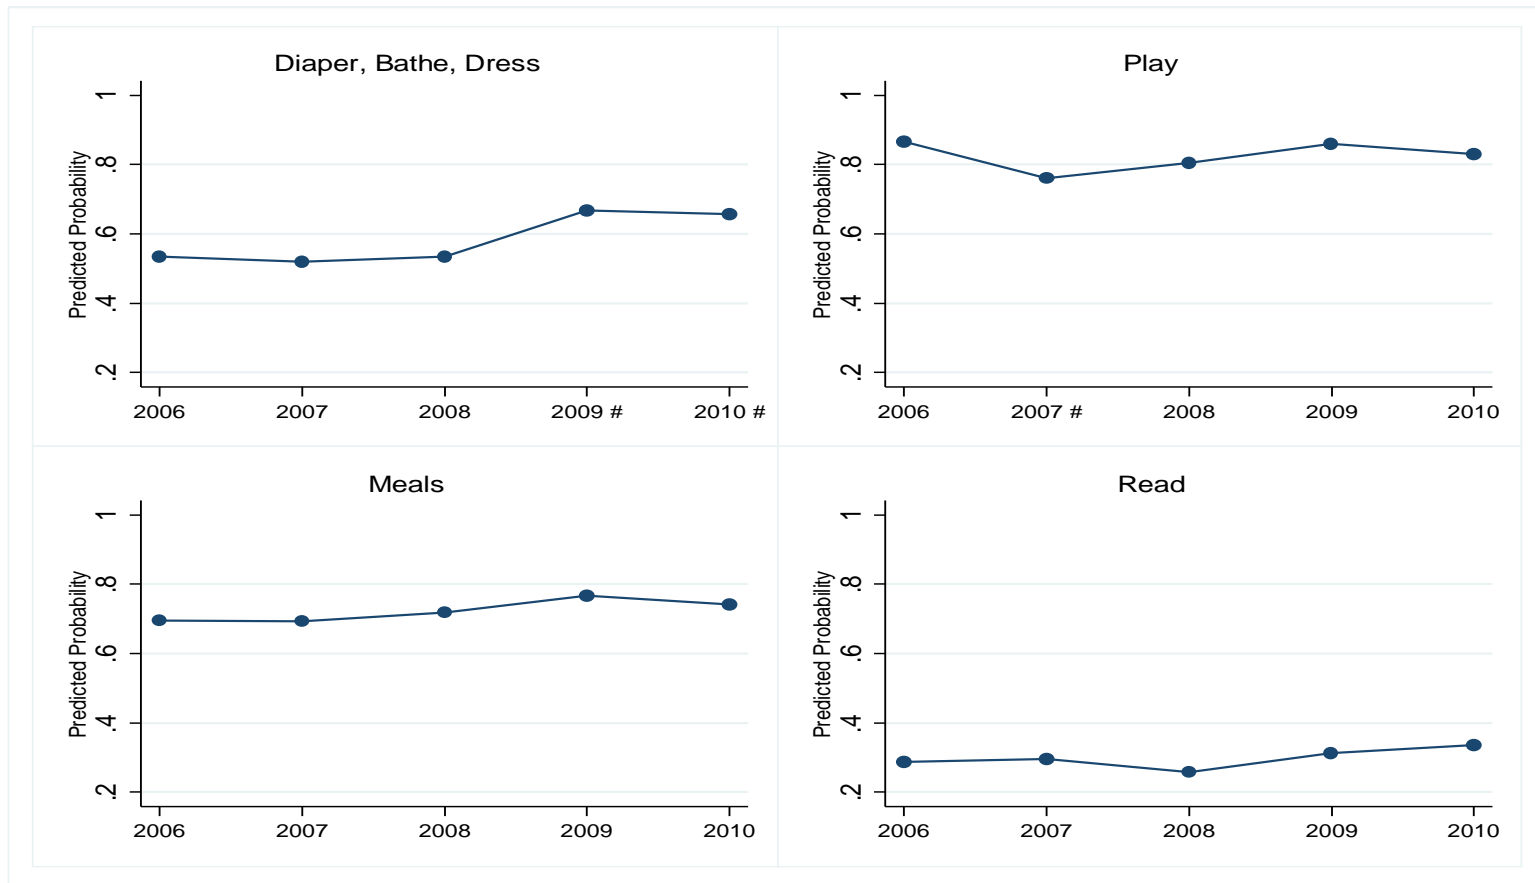 Diaper, Bathe, Dress
Predicted Probability
1
.8
.6
.4
.2
2006 2007 2008 2009 # 2010 #
Play
Predicted Probability
1
.8
.6
.4
.2
2006 2007 # 2008 2009 2010
Meals
Predicted Probability
1
.8
.6
.4
.2
2006 2007 2008 2009 2010
Read
Predicted Probability
1
.8
.6
.4
.2
2006 2007 2008 2009 2010